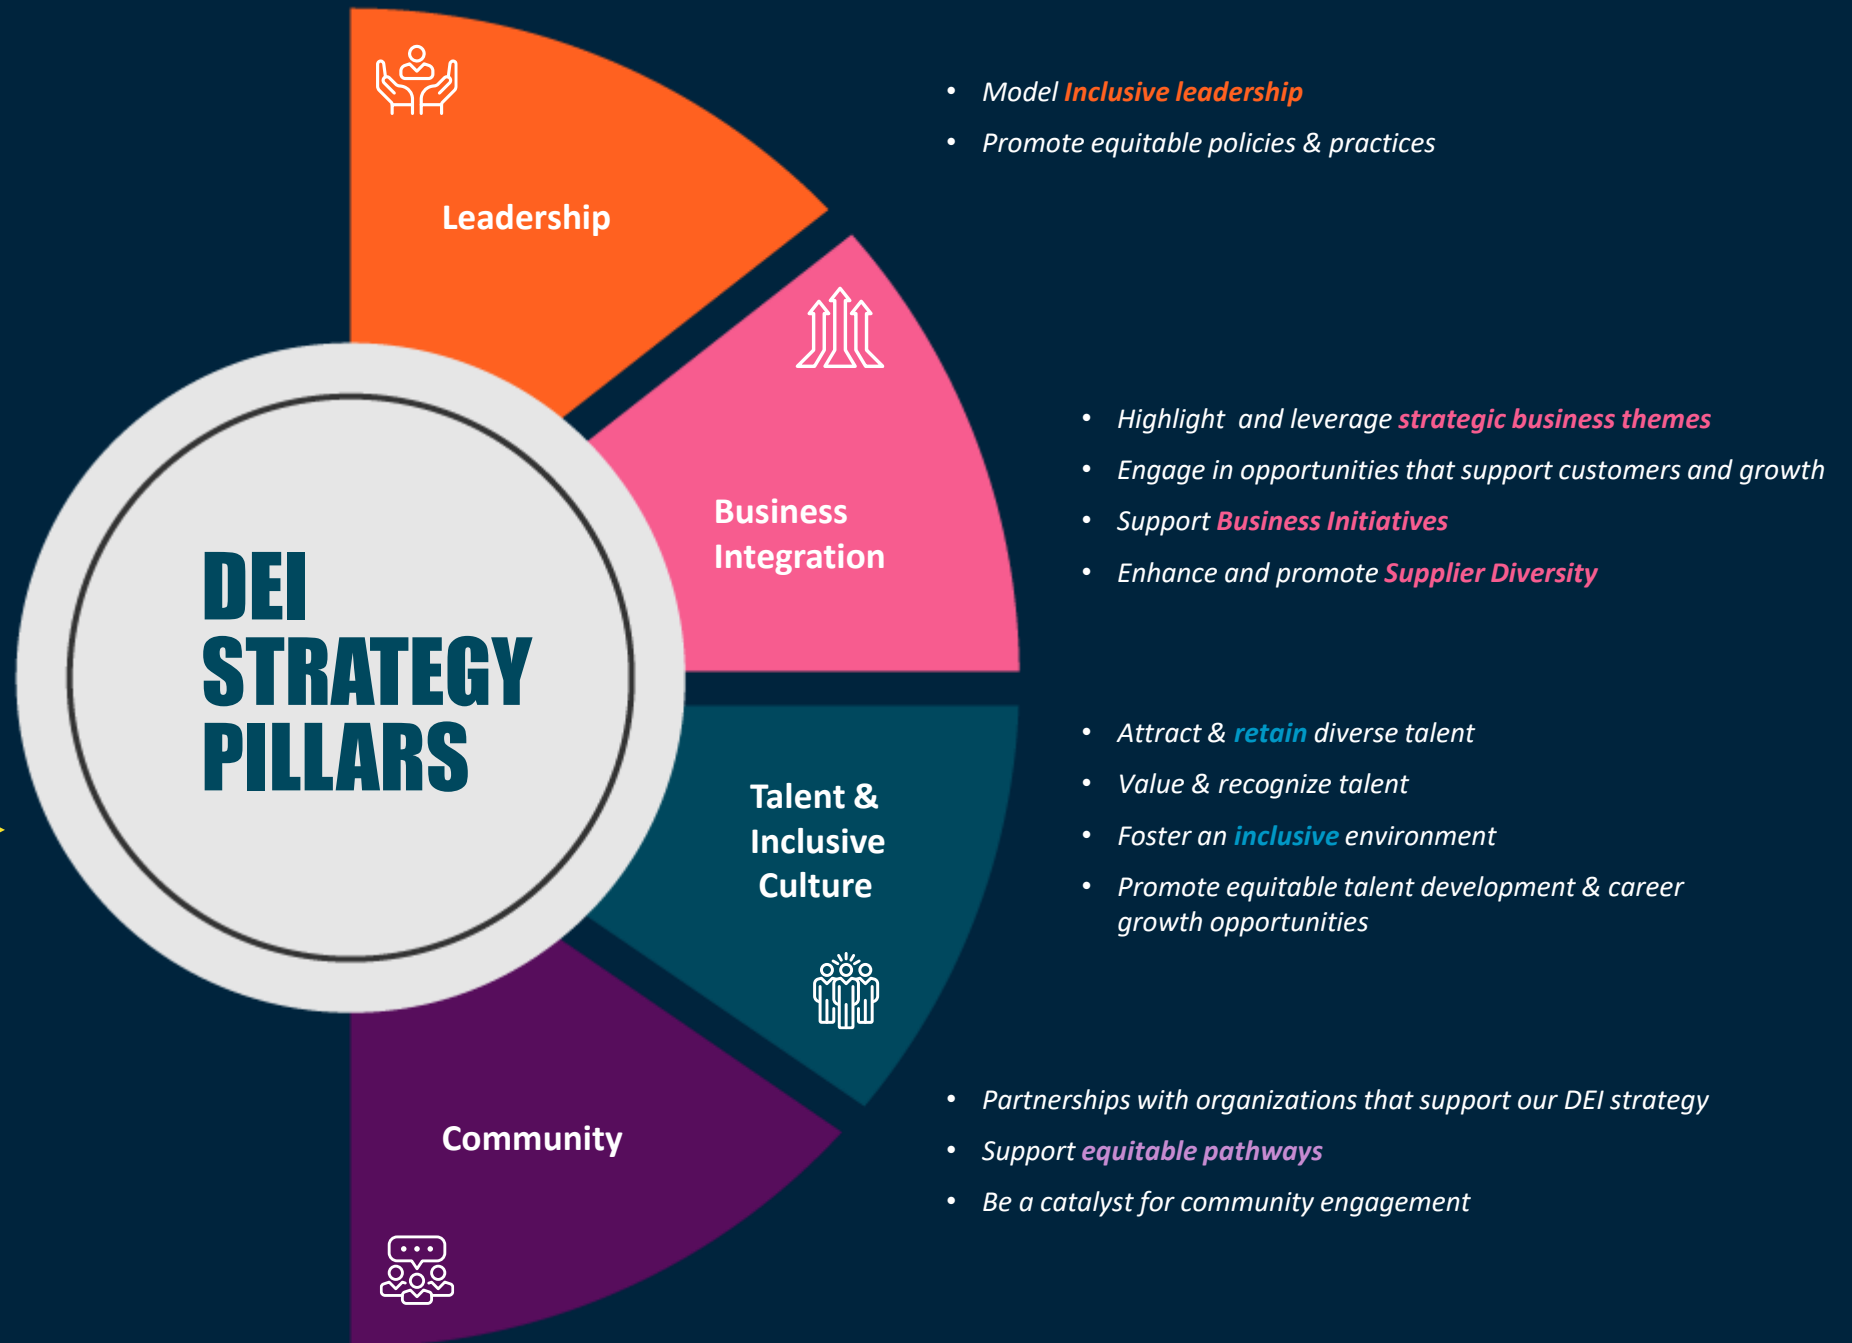 Leadership
• Model Inclusive leadership
• Promote equitable policies & practices
Business
Integration
• Highlight  and leverage strategic business themes
• Engage in opportunities that support customers and growth
• Support Business Initiatives
• Enhance and promote Supplier Diversity
DEI
STRATEGY
PILLARS
Talent &
Inclusive
Culture
• Attract & retain diverse talent
• Value & recognize talent
• Foster an inclusive environment
• Promote equitable talent development & career
growth opportunities
Community
• Partnerships with organizations that support our DEI strategy
• Support equitable pathways
• Be a catalyst for community engagement